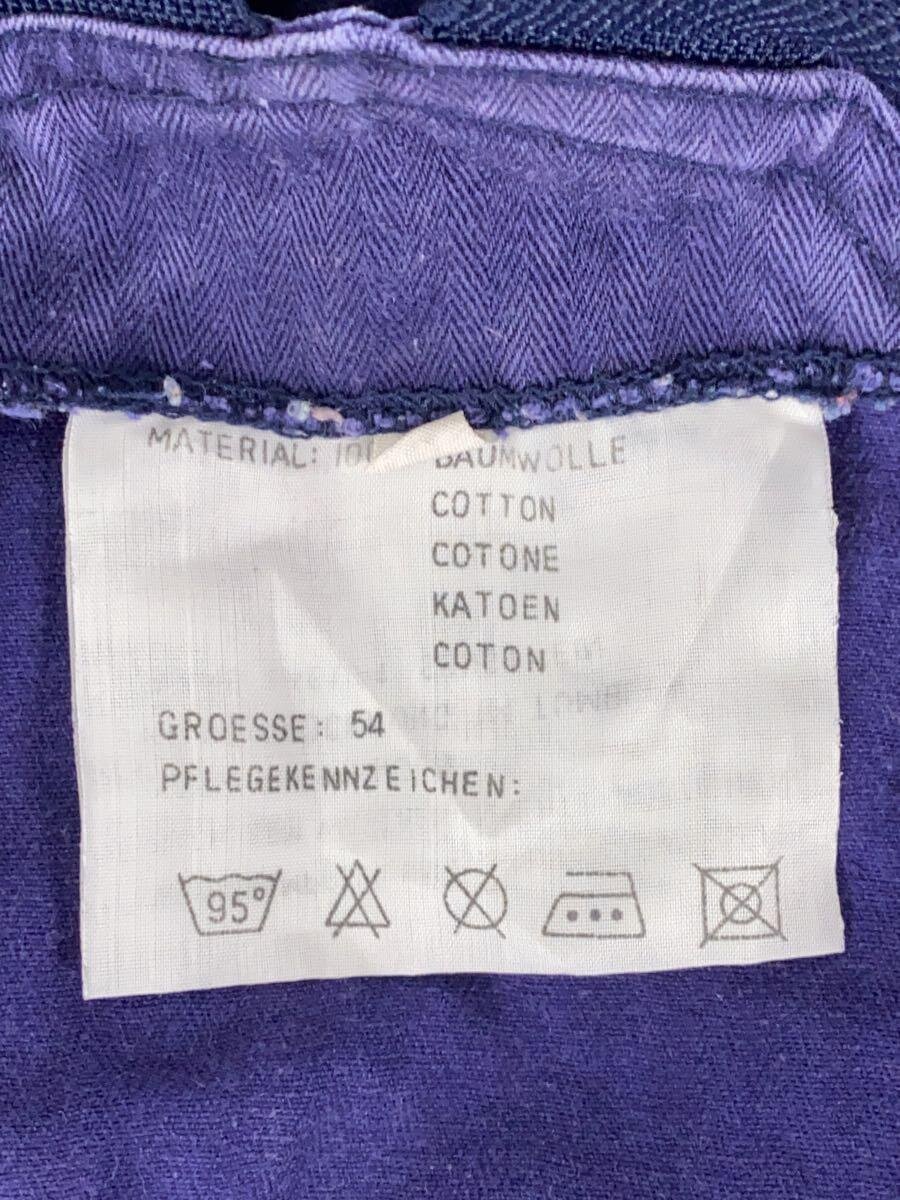 MATERIAL: BAUMWOLLE
COTTON
COTONE
KATOEN
COTON
GROESSE: 54
PFLEGEKENNZEICHEN:
95°